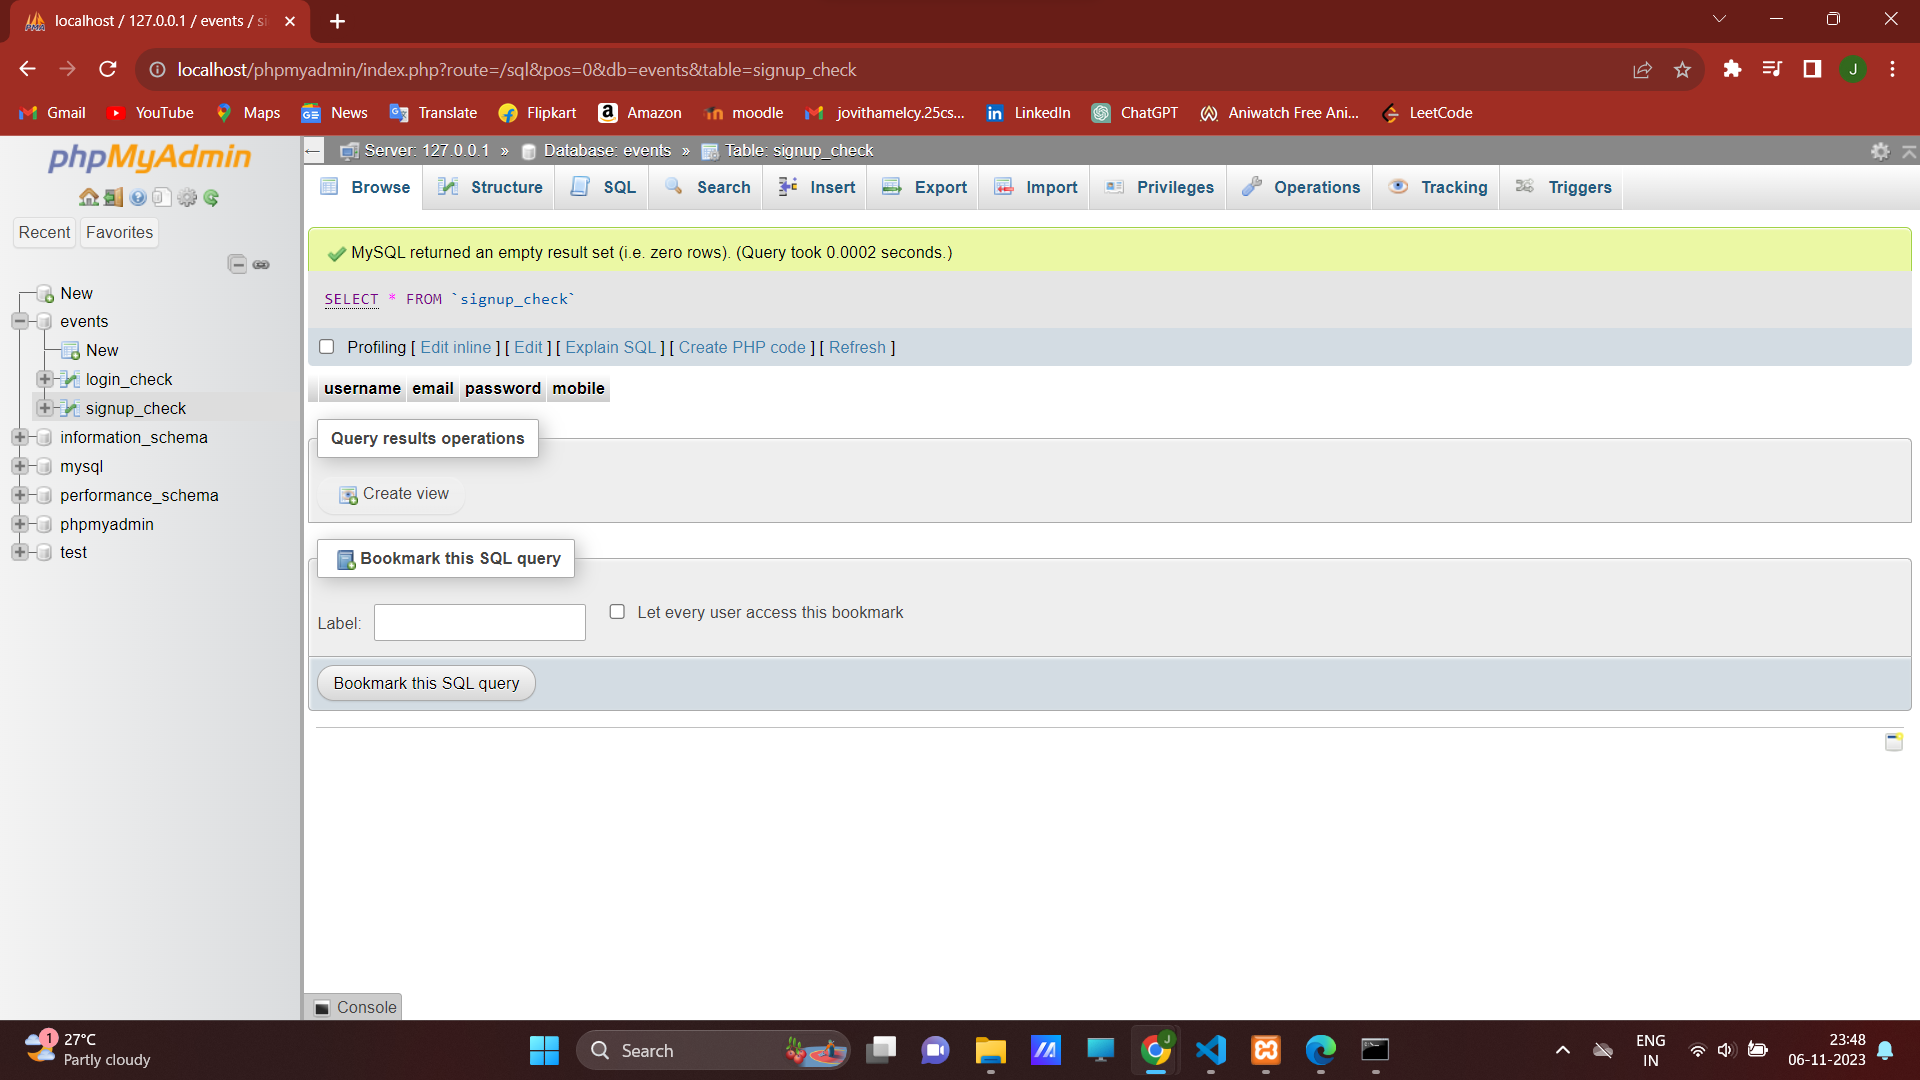 localhost / 127.0.0.1 / events / si
localhost/phpmyadmin/index.php?route=/sql&pos=0&db=events&table=signup_check
J
Gmail YouTube Maps News Translate Flipkart Amazon moodle jovithamelcy.25cs... LinkedIn ChatGPT Aniwatch Free Ani... LeetCode
phpMyAdmin
Recent Favorites
New
events
New
login_check
signup_check
information_schema
mysql
performance_schema
phpmyadmin
test
Server: 127.0.0.1 » Database: events » Table: signup_check
Browse Structure SQL Search Insert Export Import Privileges Operations Tracking Triggers
MySQL returned an empty result set (i.e. zero rows). (Query took 0.0002 seconds.)
SELECT * FROM `signup_check`
Profiling [ Edit inline ] [ Edit ] [ Explain SQL ] [ Create PHP code ] [ Refresh ]
username email password mobile
Query results operations
Create view
Bookmark this SQL query
Label: Let every user access this bookmark
Bookmark this SQL query
Console
1
27°C
Partly cloudy
Search
J
ENG
IN
23:48
06-11-2023